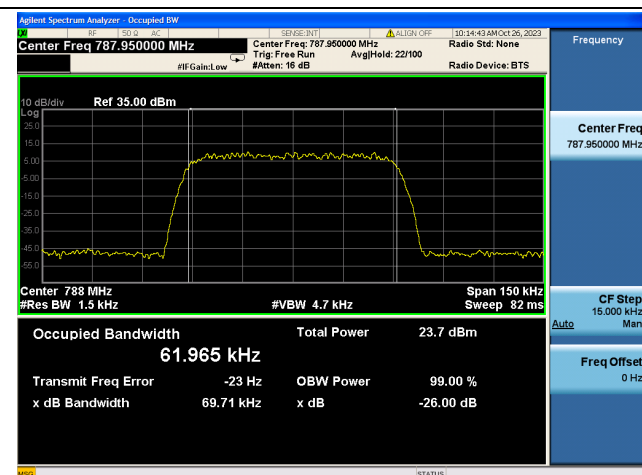 Agilent Spectrum Analyzer - Occupied BW
RF 50 Ω AC SENSE:INT ALIGN OFF 10:14:43 AM Oct 26, 2023
Center Freq 787.950000 MHz
Center Freq: 787.950000 MHz Radio Std: None
Trig: Free Run Avg|Hold: 22/100
#IFGain:Low #Atten: 16 dB Radio Device: BTS
10 dB/div Ref 35.00 dBm
Log
25.0
15.0
5.00
-5.00
-15.0
-25.0
-35.0
-45.0
-55.0
Center 788 MHz Span 150 kHz
#Res BW 1.5 kHz #VBW 4.7 kHz Sweep 82 ms
Occupied Bandwidth Total Power 23.7 dBm
61.965 kHz
Transmit Freq Error -23 Hz OBW Power 99.00 %
x dB Bandwidth 69.71 kHz x dB -26.00 dB
MSG STATUS
Frequency
Center Freq
787.950000 MHz
CF Step
15.000 kHz
Auto Man
Freq Offset
0 Hz